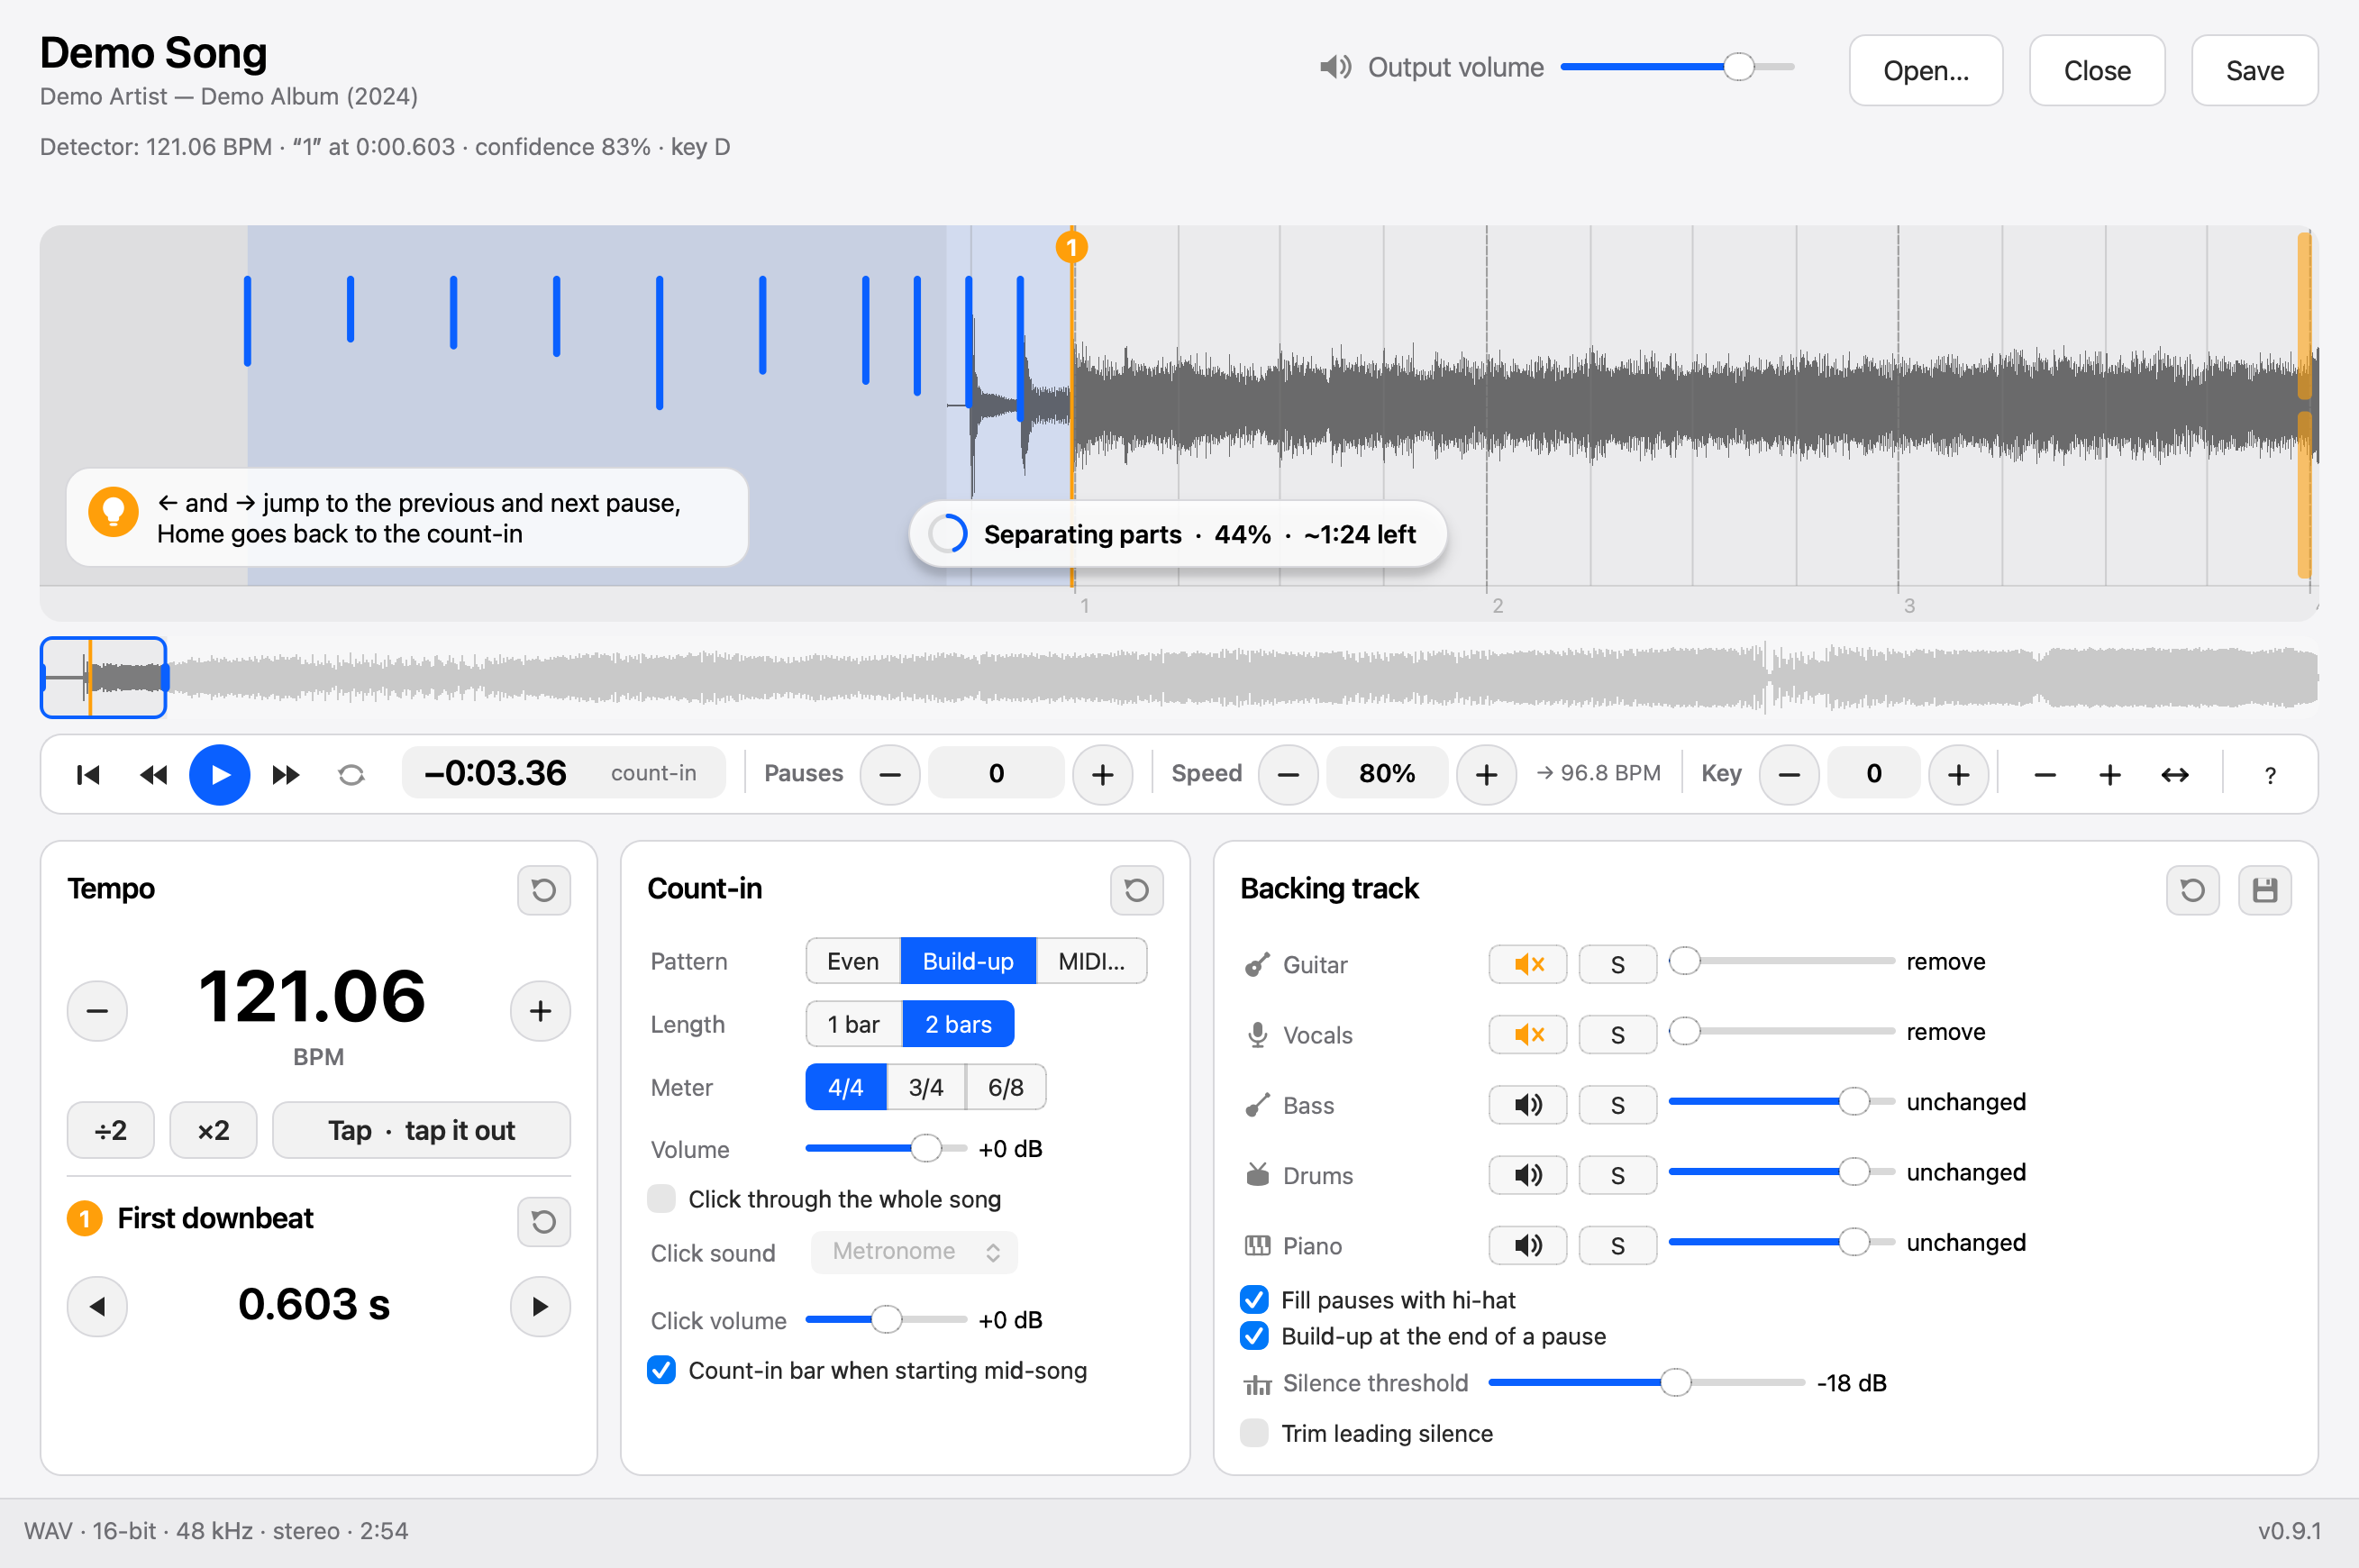 Demo Song
Output volume
Open...
Close
Save
Demo Artist — Demo Album (2024)
Detector: 121.06 BPM · “1” at 0:00.603 · confidence 83% · key D
1
← and → jump to the previous and next pause,
Home goes back to the count-in
Separating parts · 44% · ~1:24 left
1 2 3
−0:03.36 count-in Pauses − 0 + Speed − 80% + → 96.8 BPM Key − 0 + − + ↔ ?
Tempo
− 121.06 +
BPM
÷2 ×2 Tap · tap it out
1 First downbeat
0.603 s
Count-in
Pattern Even Build-up MIDI...
Length 1 bar 2 bars
Meter 4/4 3/4 6/8
Volume +0 dB
Click through the whole song
Click sound Metronome
Click volume +0 dB
Count-in bar when starting mid-song
Backing track
Guitar S remove
Vocals S remove
Bass S unchanged
Drums S unchanged
Piano S unchanged
Fill pauses with hi-hat
Build-up at the end of a pause
Silence threshold -18 dB
Trim leading silence
WAV · 16-bit · 48 kHz · stereo · 2:54
v0.9.1